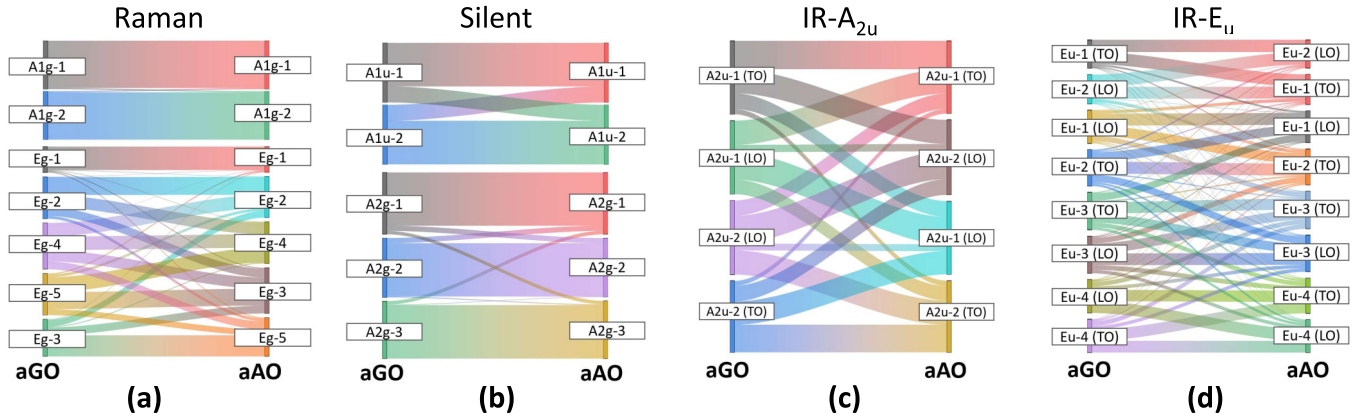 Raman
A1g-1
A1g-2
Eg-1
Eg-2
Eg-4
Eg-5
Eg-3
A1g-1
A1g-2
Eg-1
Eg-2
Eg-4
Eg-3
Eg-5
aGO
aAO
(a)
Silent
A1u-1
A1u-2
A2g-1
A2g-2
A2g-3
A1u-1
A1u-2
A2g-1
A2g-2
A2g-3
aGO
aAO
(b)
IR-A2u
A2u-1 (TO)
A2u-1 (LO)
A2u-2 (LO)
A2u-2 (TO)
A2u-1 (TO)
A2u-2 (LO)
A2u-1 (LO)
A2u-2 (TO)
aGO
aAO
(c)
IR-Eu
Eu-1 (TO)
Eu-2 (LO)
Eu-1 (LO)
Eu-2 (TO)
Eu-3 (TO)
Eu-3 (LO)
Eu-4 (LO)
Eu-4 (TO)
Eu-2 (LO)
Eu-1 (TO)
Eu-1 (LO)
Eu-2 (TO)
Eu-3 (TO)
Eu-3 (LO)
Eu-4 (TO)
Eu-4 (LO)
aGO
aAO
(d)